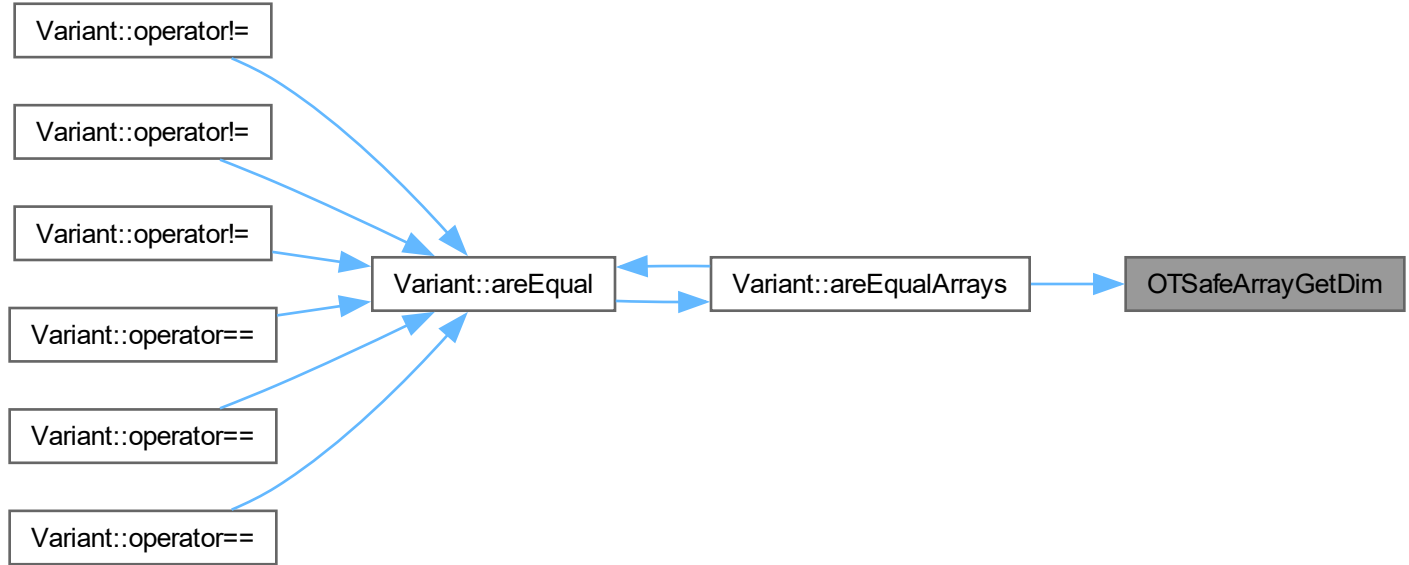 Variant::operator!=
Variant::operator!=
Variant::operator!=
Variant::operator==
Variant::operator==
Variant::operator==
Variant::areEqual
Variant::areEqualArrays
OTSafeArrayGetDim